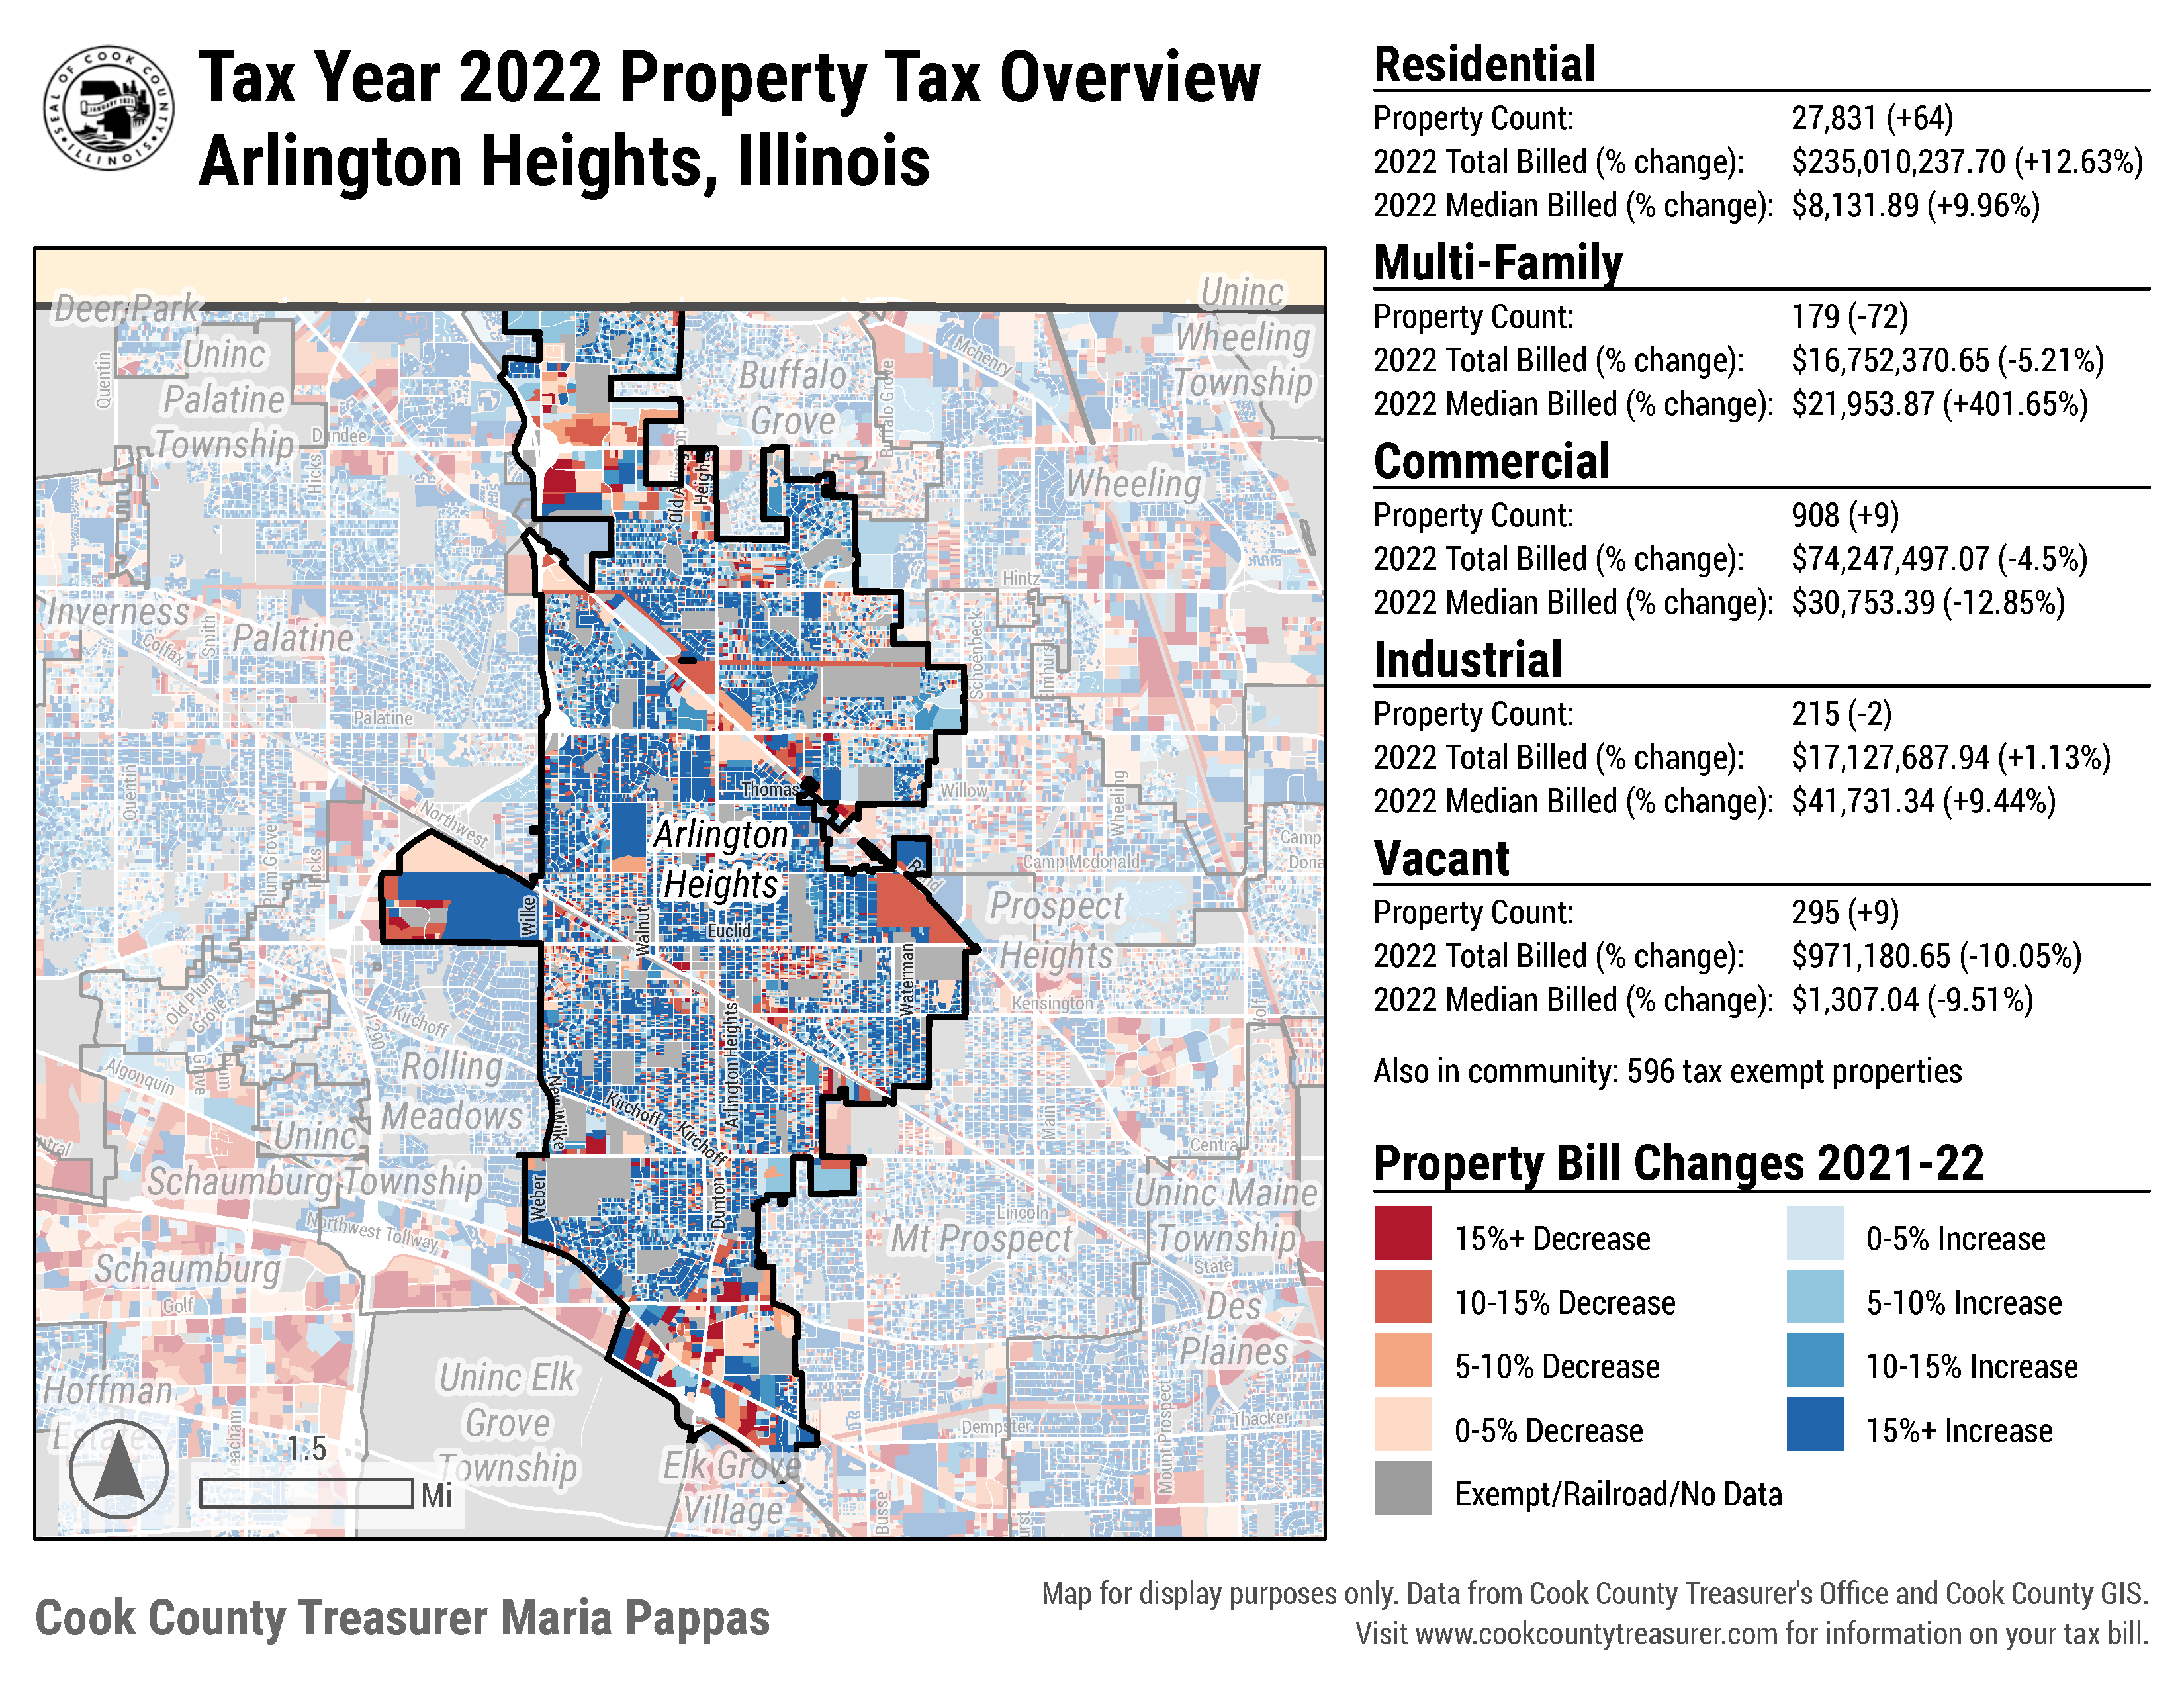 SEAL OF COOK COUNTY
JANUARY 1831
ILLINOIS
Tax Year 2022 Property Tax Overview
Arlington Heights, Illinois
Deer Park
Uninc
Palatine
Township
Quentin
Hicks
Dundee
Buffalo
Grove
Buffalo Grove
Mchenry
Uninc
Wheeling
Township
Wheeling
Heights
Hintz
Inverness
Colfax
Smith
Palatine
Palatine
Schoenbeck
Elmhurst
Quentin
Plum Grove
Hicks
Northwest
Thomas
Willow
Wheeling
Arlington
Heights
Camp Mcdonald
Camp
Wilke
Walnut
Euclid
Waterman
Prospect
Heights
Kensington
Wolf
Old Plum
Grove
Plum
Grove
I-290
Kirchoff
Rolling
Meadows
Algonquin
New Wilke
Kirchoff
Kirchoff
Arlington Heights
Main
Central
Uninc
Schaumburg Township
Weber
Dunton
Northwest Tollway
Lincoln
Mt Prospect
Uninc Maine
Township
State
Schaumburg
Golf
Des
Plaines
Hoffman
Estates
Meacham
Uninc Elk
Grove
Township
Elk Grove
Village
Busse
Dempster
Mount Prospect
Thacker
1.5
Mi
Residential
Property Count: 27,831 (+64)
2022 Total Billed (% change): $235,010,237.70 (+12.63%)
2022 Median Billed (% change): $8,131.89 (+9.96%)
Multi-Family
Property Count: 179 (-72)
2022 Total Billed (% change): $16,752,370.65 (-5.21%)
2022 Median Billed (% change): $21,953.87 (+401.65%)
Commercial
Property Count: 908 (+9)
2022 Total Billed (% change): $74,247,497.07 (-4.5%)
2022 Median Billed (% change): $30,753.39 (-12.85%)
Industrial
Property Count: 215 (-2)
2022 Total Billed (% change): $17,127,687.94 (+1.13%)
2022 Median Billed (% change): $41,731.34 (+9.44%)
Vacant
Property Count: 295 (+9)
2022 Total Billed (% change): $971,180.65 (-10.05%)
2022 Median Billed (% change): $1,307.04 (-9.51%)
Also in community: 596 tax exempt properties
Property Bill Changes 2021-22
15%+ Decrease
10-15% Decrease
5-10% Decrease
0-5% Decrease
Exempt/Railroad/No Data
0-5% Increase
5-10% Increase
10-15% Increase
15%+ Increase
Cook County Treasurer Maria Pappas
Map for display purposes only. Data from Cook County Treasurer's Office and Cook County GIS.
Visit www.cookcountytreasurer.com for information on your tax bill.